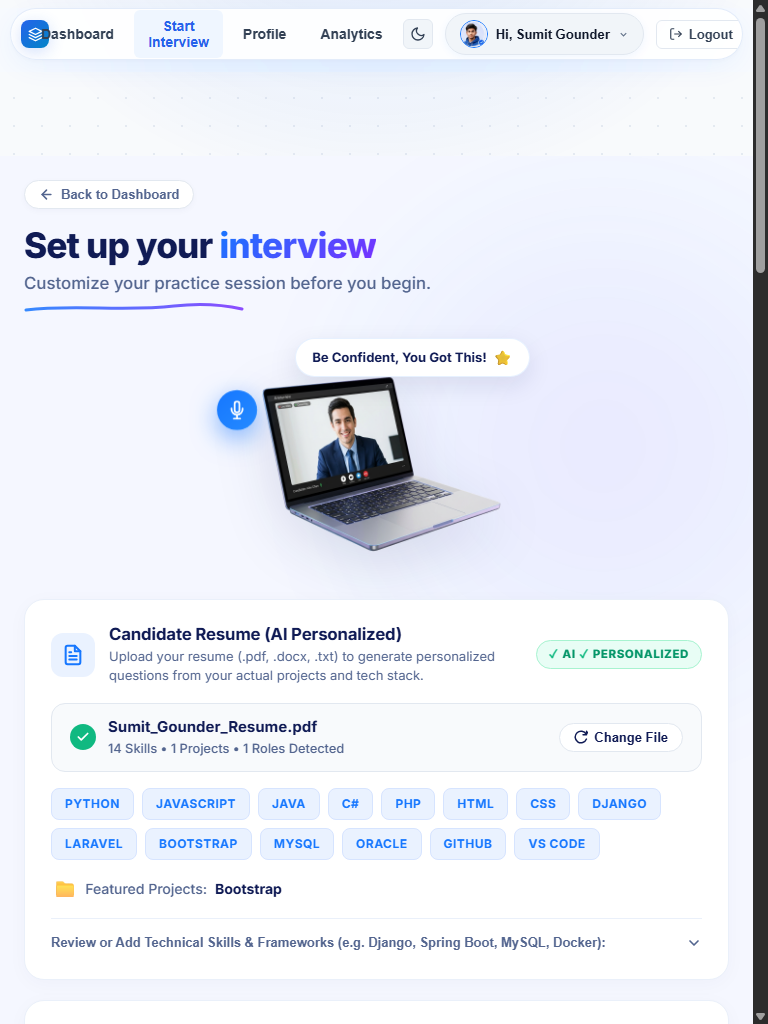 Dashboard
Start
Interview
Profile
Analytics
Hi, Sumit Gounder
Logout
Back to Dashboard
Set up your interview
Customize your practice session before you begin.
Be Confident, You Got This!
Candidate Resume (AI Personalized)
Upload your resume (.pdf, .docx, .txt) to generate personalized
questions from your actual projects and tech stack.
✓ AI ✓ PERSONALIZED
Sumit_Gounder_Resume.pdf
14 Skills • 1 Projects • 1 Roles Detected
Change File
PYTHON
JAVASCRIPT
JAVA
C#
PHP
HTML
CSS
DJANGO
LARAVEL
BOOTSTRAP
MYSQL
ORACLE
GITHUB
VS CODE
Featured Projects: Bootstrap
Review or Add Technical Skills & Frameworks (e.g. Django, Spring Boot, MySQL, Docker):